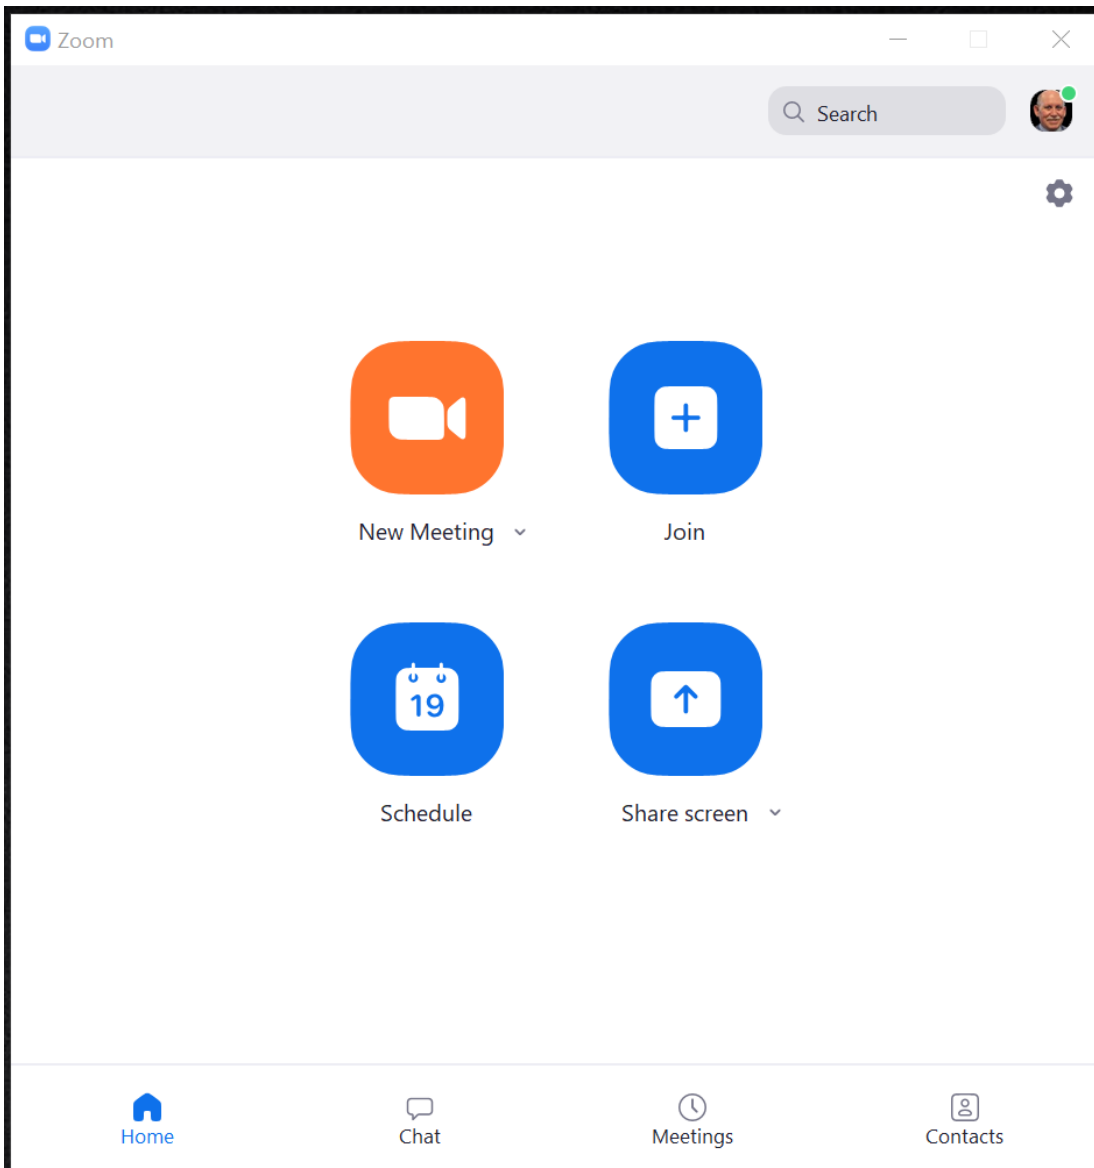 Zoom
Search
New Meeting
Join
19
Schedule
Share screen
Home
Chat
Meetings
Contacts